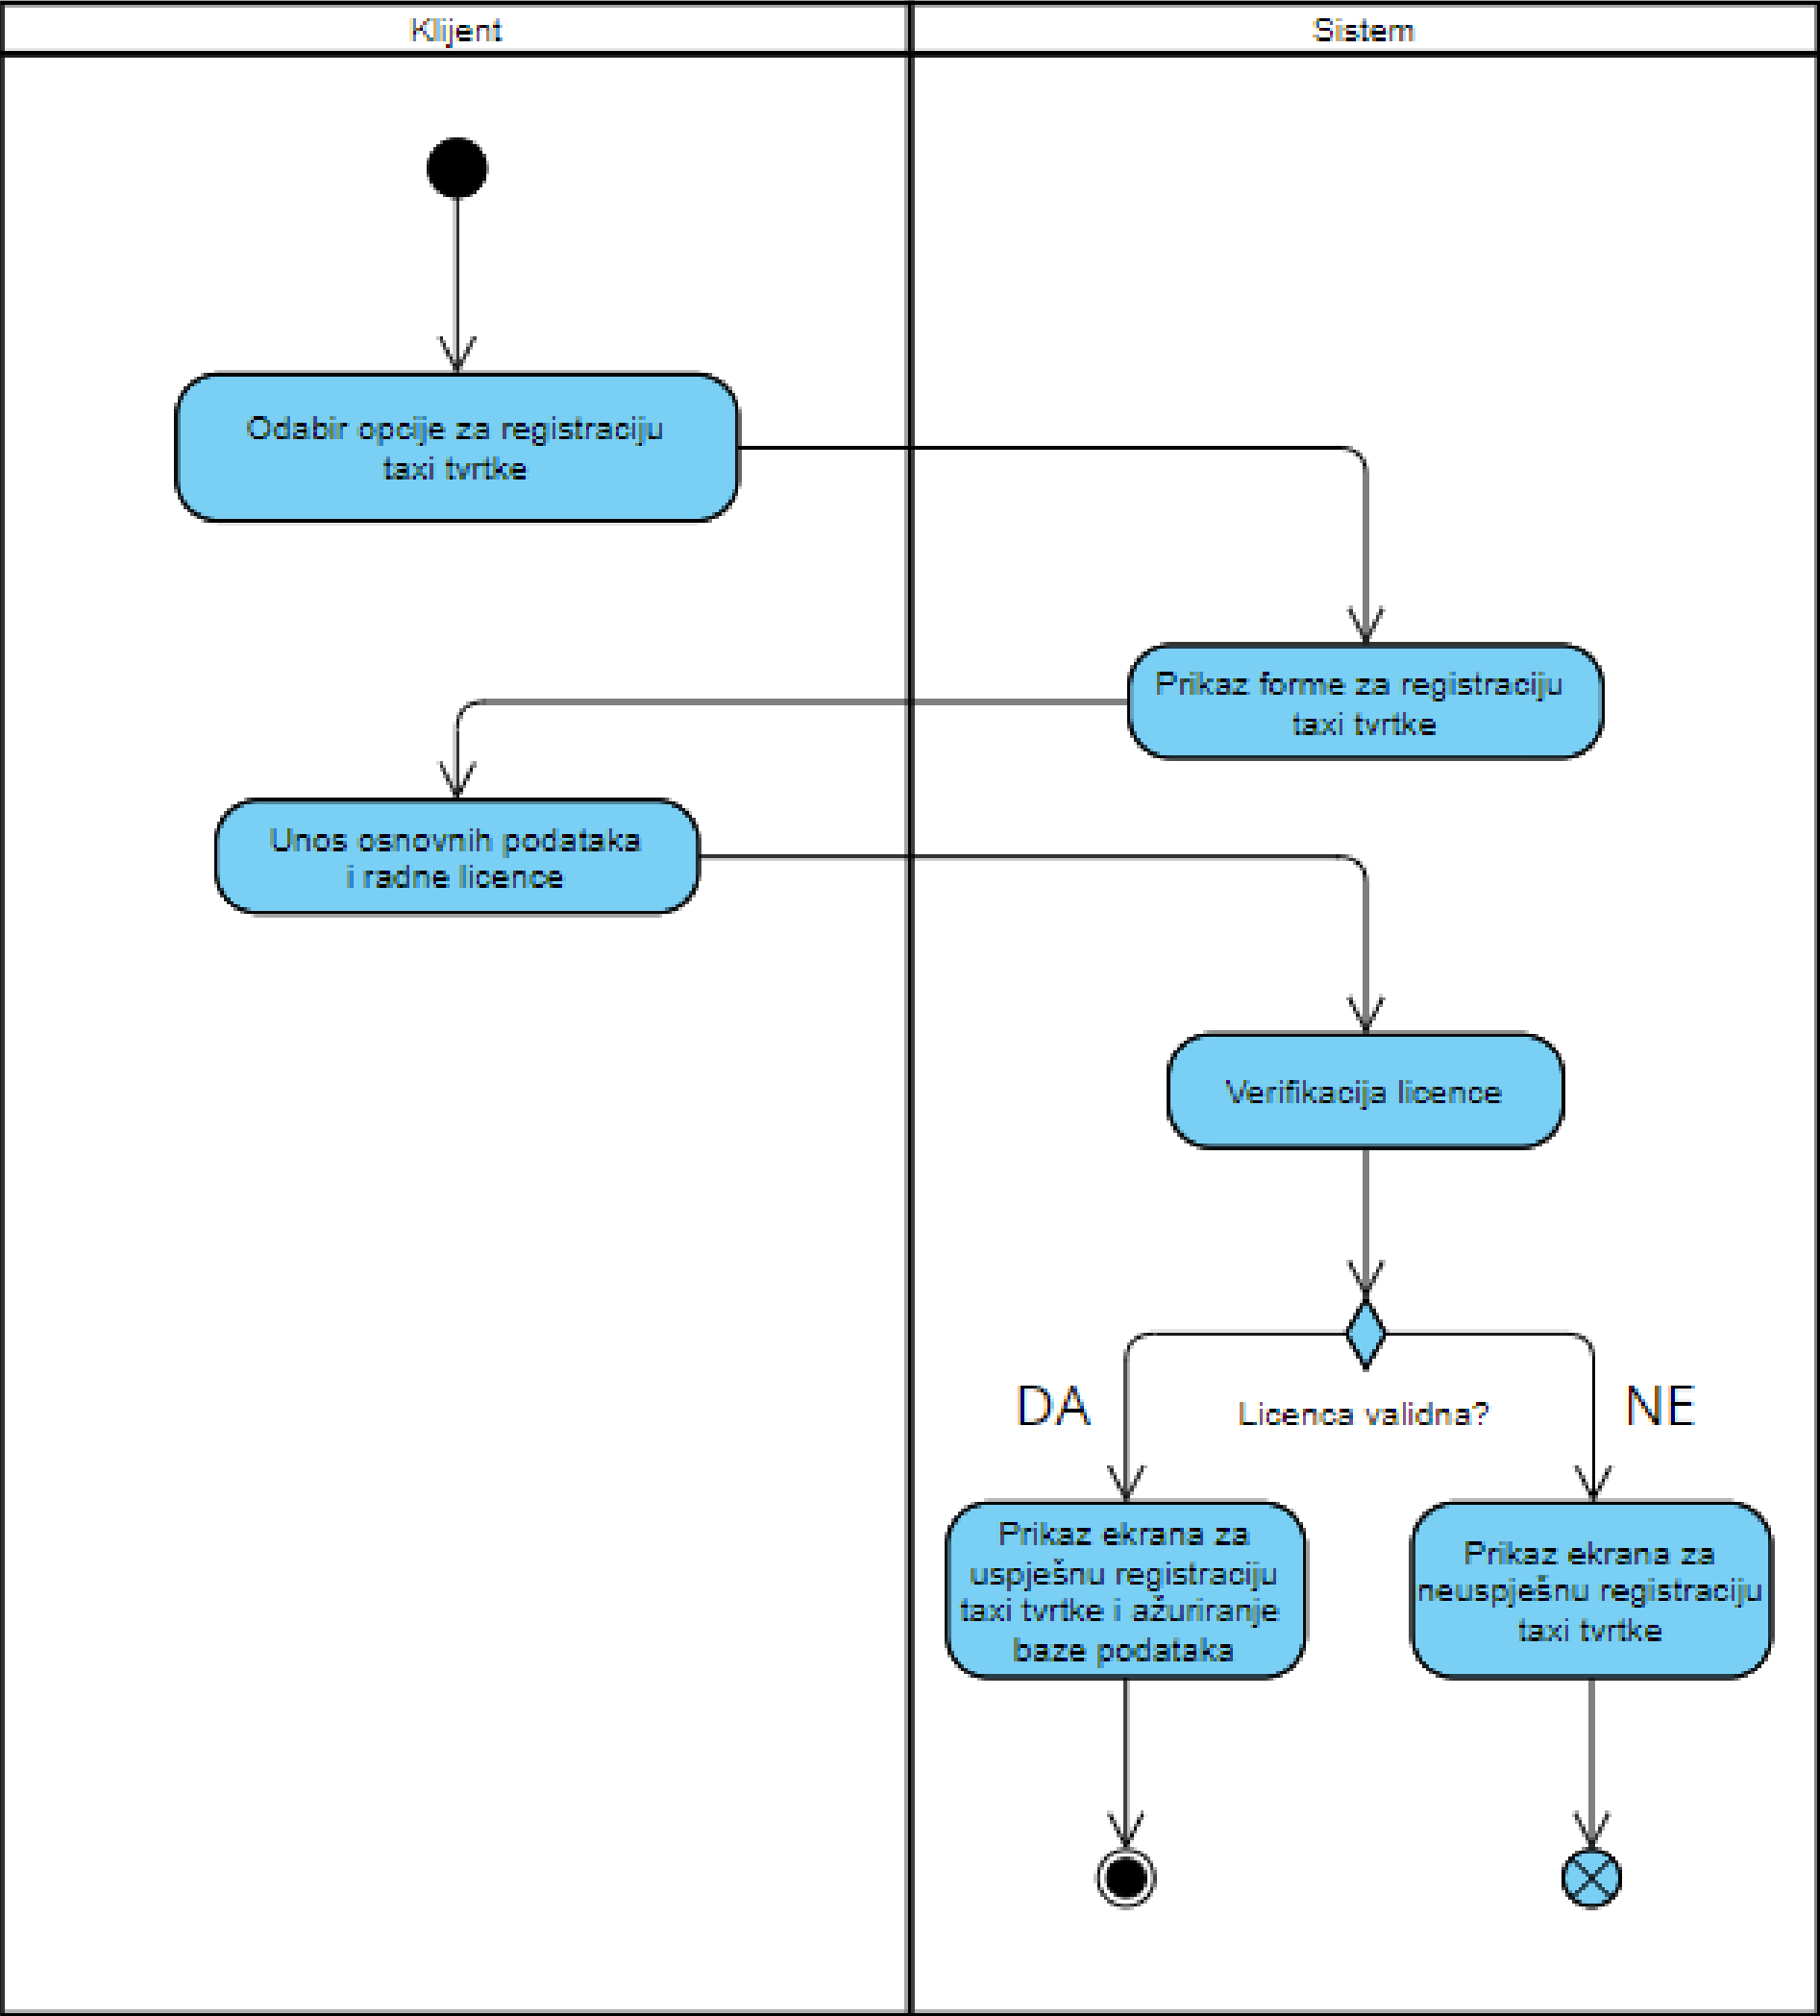 Klijent
Sistem
Odabir opcije za registraciju
taxi tvrtke
Prikaz forme za registraciju
taxi tvrtke
Unos osnovnih podataka
i radne licence
Verifikacija licence
DA
Licenca validna?
NE
Prikaz ekrana za
uspješnu registraciju
taxi tvrtke i ažuriranje
baze podataka
Prikaz ekrana za
neuspješnu registraciju
taxi tvrtke